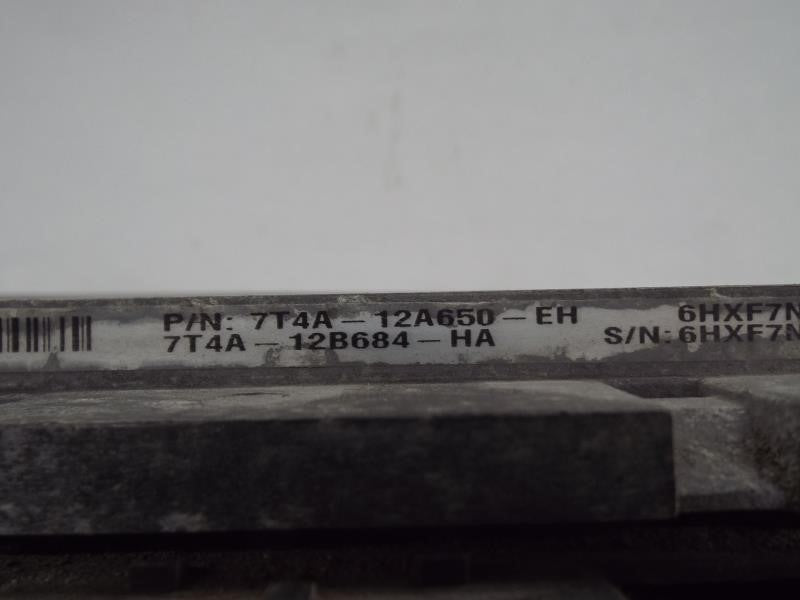 P/N: 7T4A-12A650-EH 6HXF7N
7T4A-12B684-HA S/N: 6HXF7N